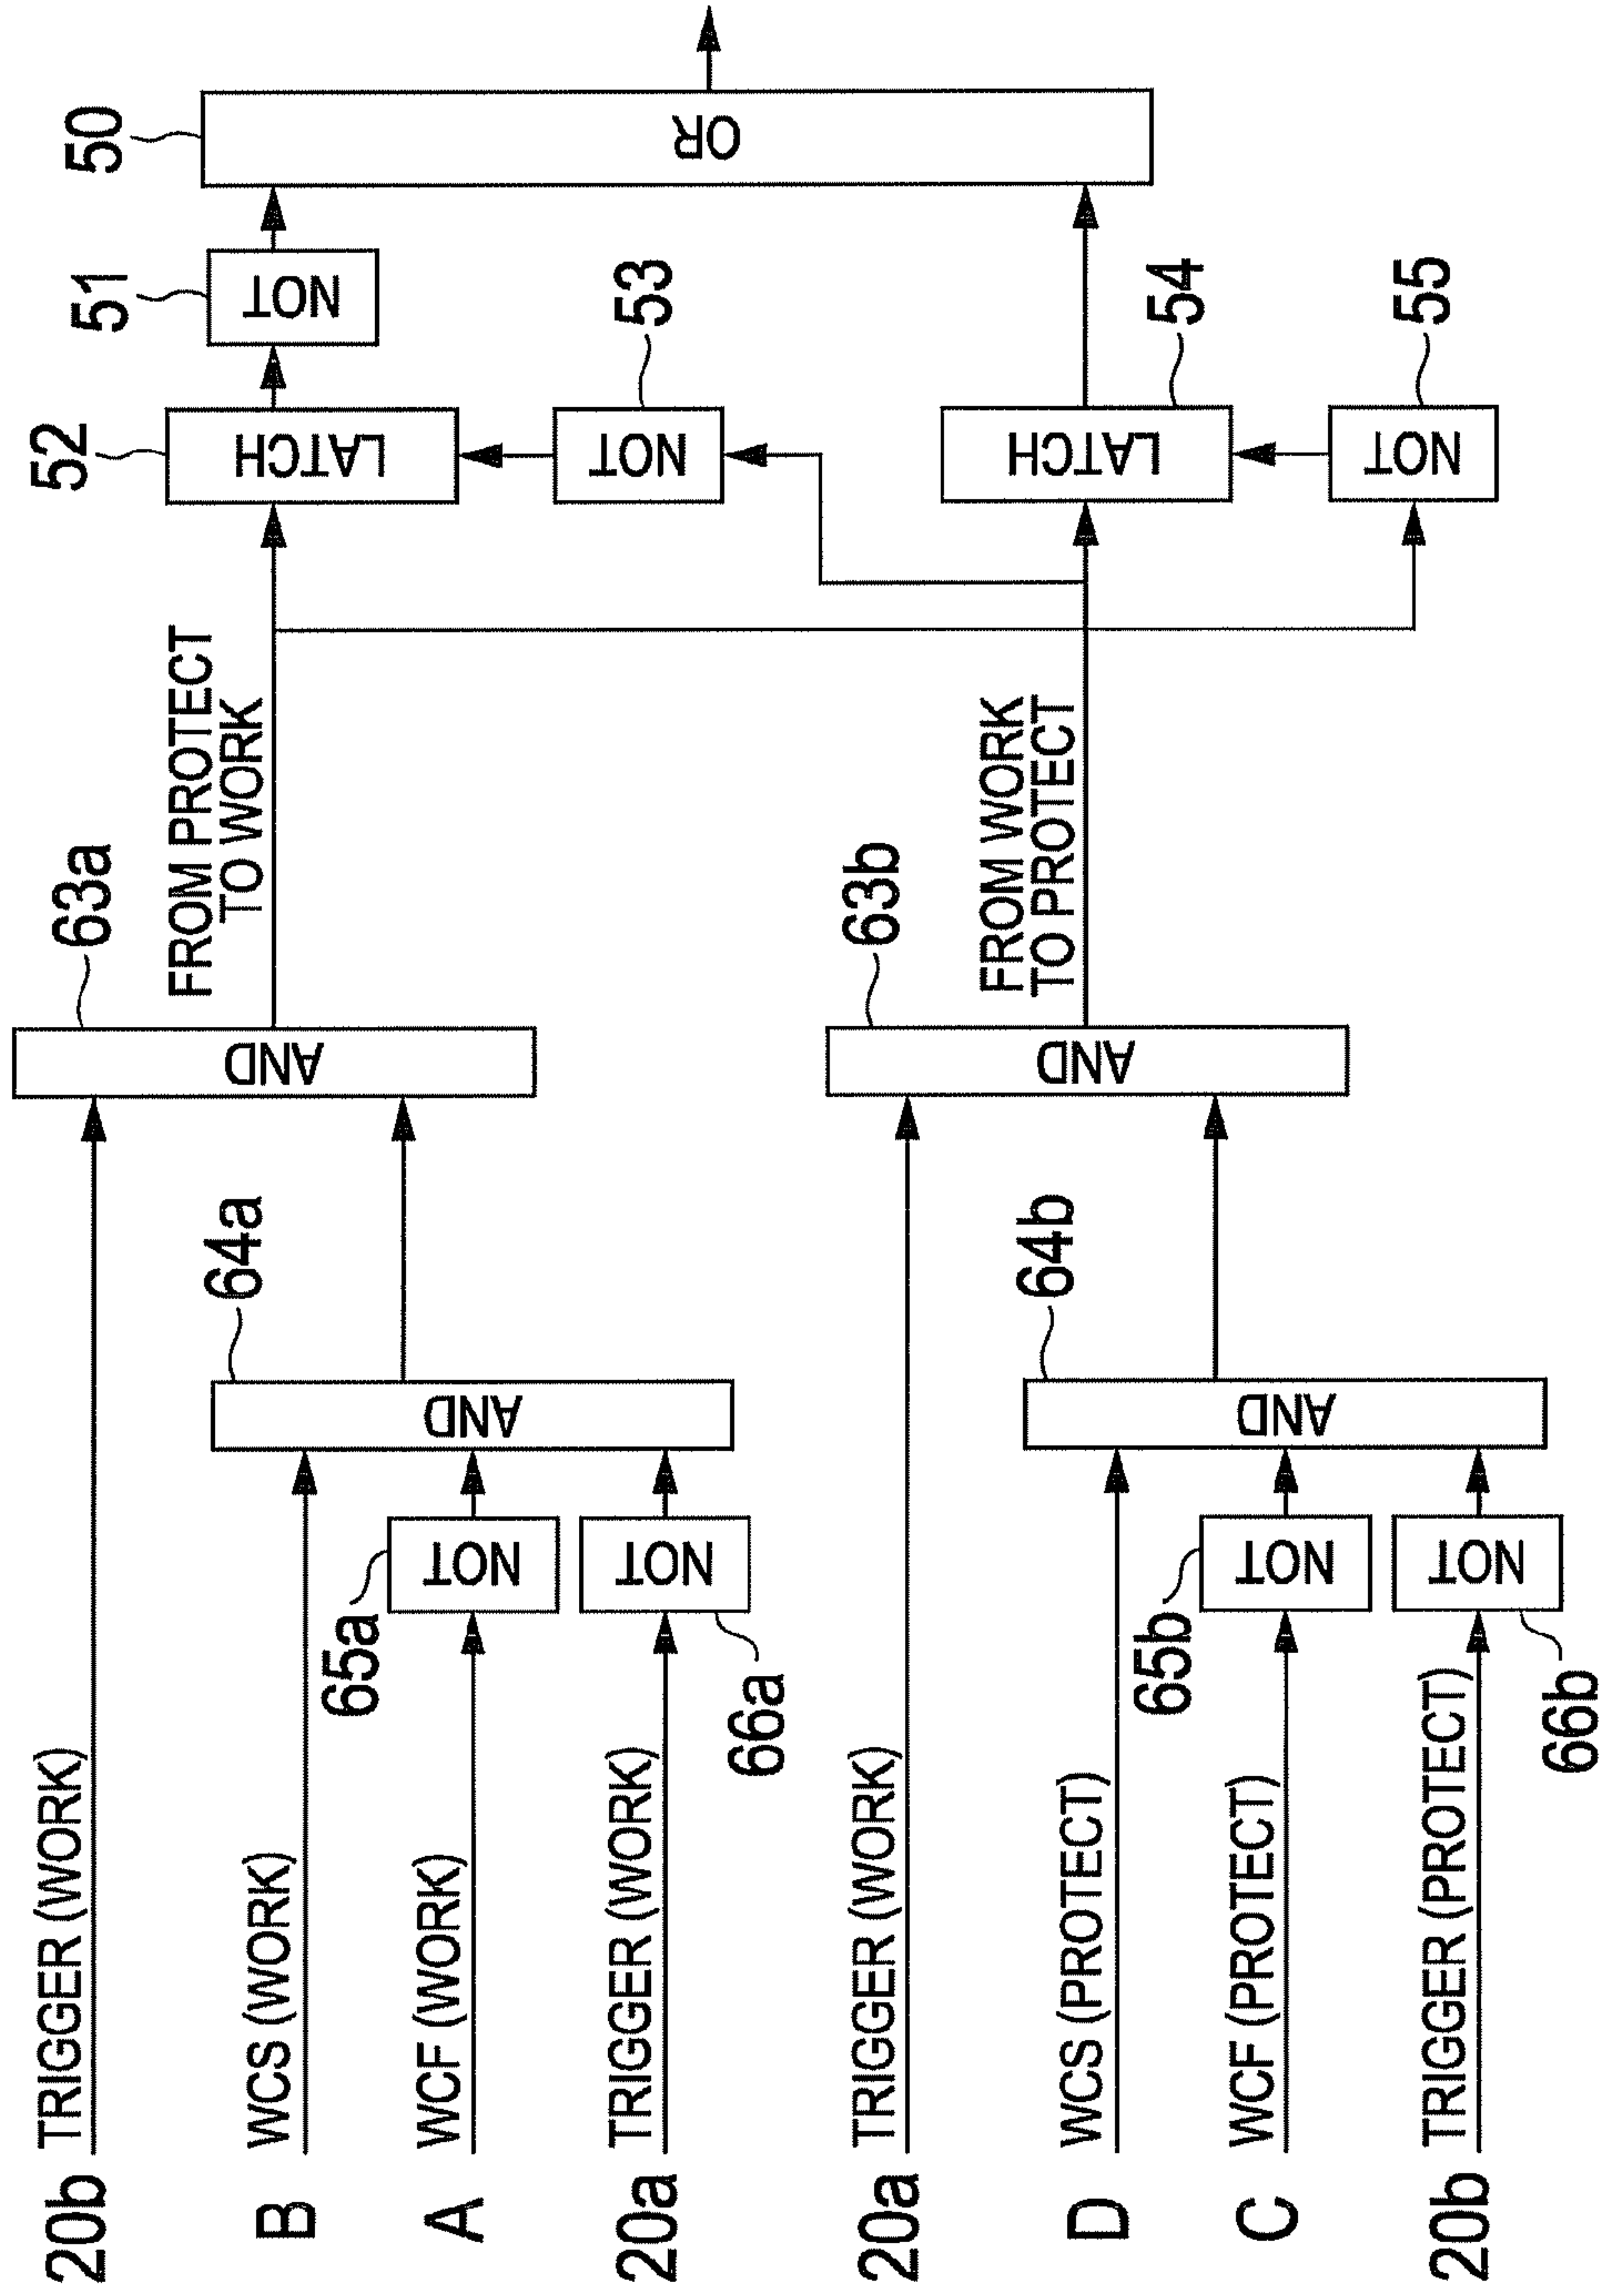 20b
TRIGGER (WORK)
B
WCS (WORK)
A
WCF (WORK)
20a
TRIGGER (WORK)
65a
NOT
66a
NOT
64a
AND
63a
AND
FROM PROTECT
TO WORK
52
LATCH
51
NOT
53
NOT
50
OR
20a
TRIGGER (WORK)
D
WCS (PROTECT)
C
WCF (PROTECT)
20b
TRIGGER (PROTECT)
65b
NOT
66b
NOT
64b
AND
63b
AND
FROM WORK
TO PROTECT
54
LATCH
55
NOT